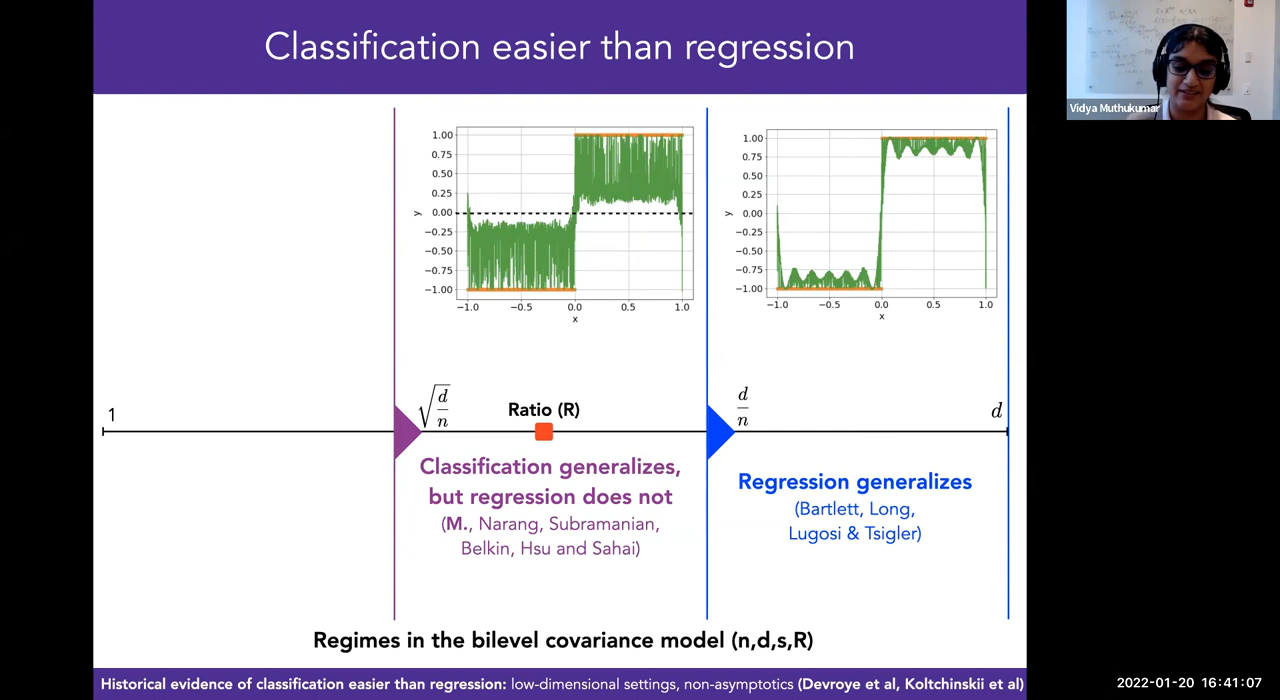 Classification easier than regression
Vidya Muthukumar
1.00
0.75
0.50
0.25
0.00
−0.25
−0.50
−0.75
−1.00
y
−1.0 −0.5 0.0 0.5 1.0
x
1.00
0.75
0.50
0.25
0.00
−0.25
−0.50
−0.75
−1.00
y
−1.0 −0.5 0.0 0.5 1.0
x
1
√(d/n)
Ratio (R)
d/n
d
Classification generalizes,
but regression does not
(M., Narang, Subramanian,
Belkin, Hsu and Sahai)
Regression generalizes
(Bartlett, Long,
Lugosi & Tsigler)
Regimes in the bilevel covariance model (n,d,s,R)
Historical evidence of classification easier than regression: low-dimensional settings, non-asymptotics (Devroye et al, Koltchinskii et al)
2022-01-20 16:41:07